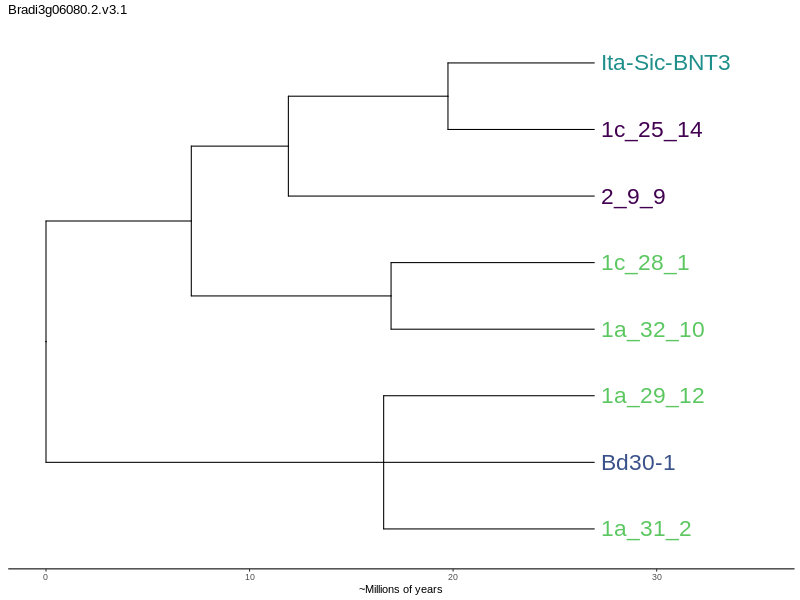 Bradi3g06080.2.v3.1
Ita-Sic-BNT3
1c_25_14
2_9_9
1c_28_1
1a_32_10
1a_29_12
Bd30-1
1a_31_2
0 10 20 30
~Millions of years